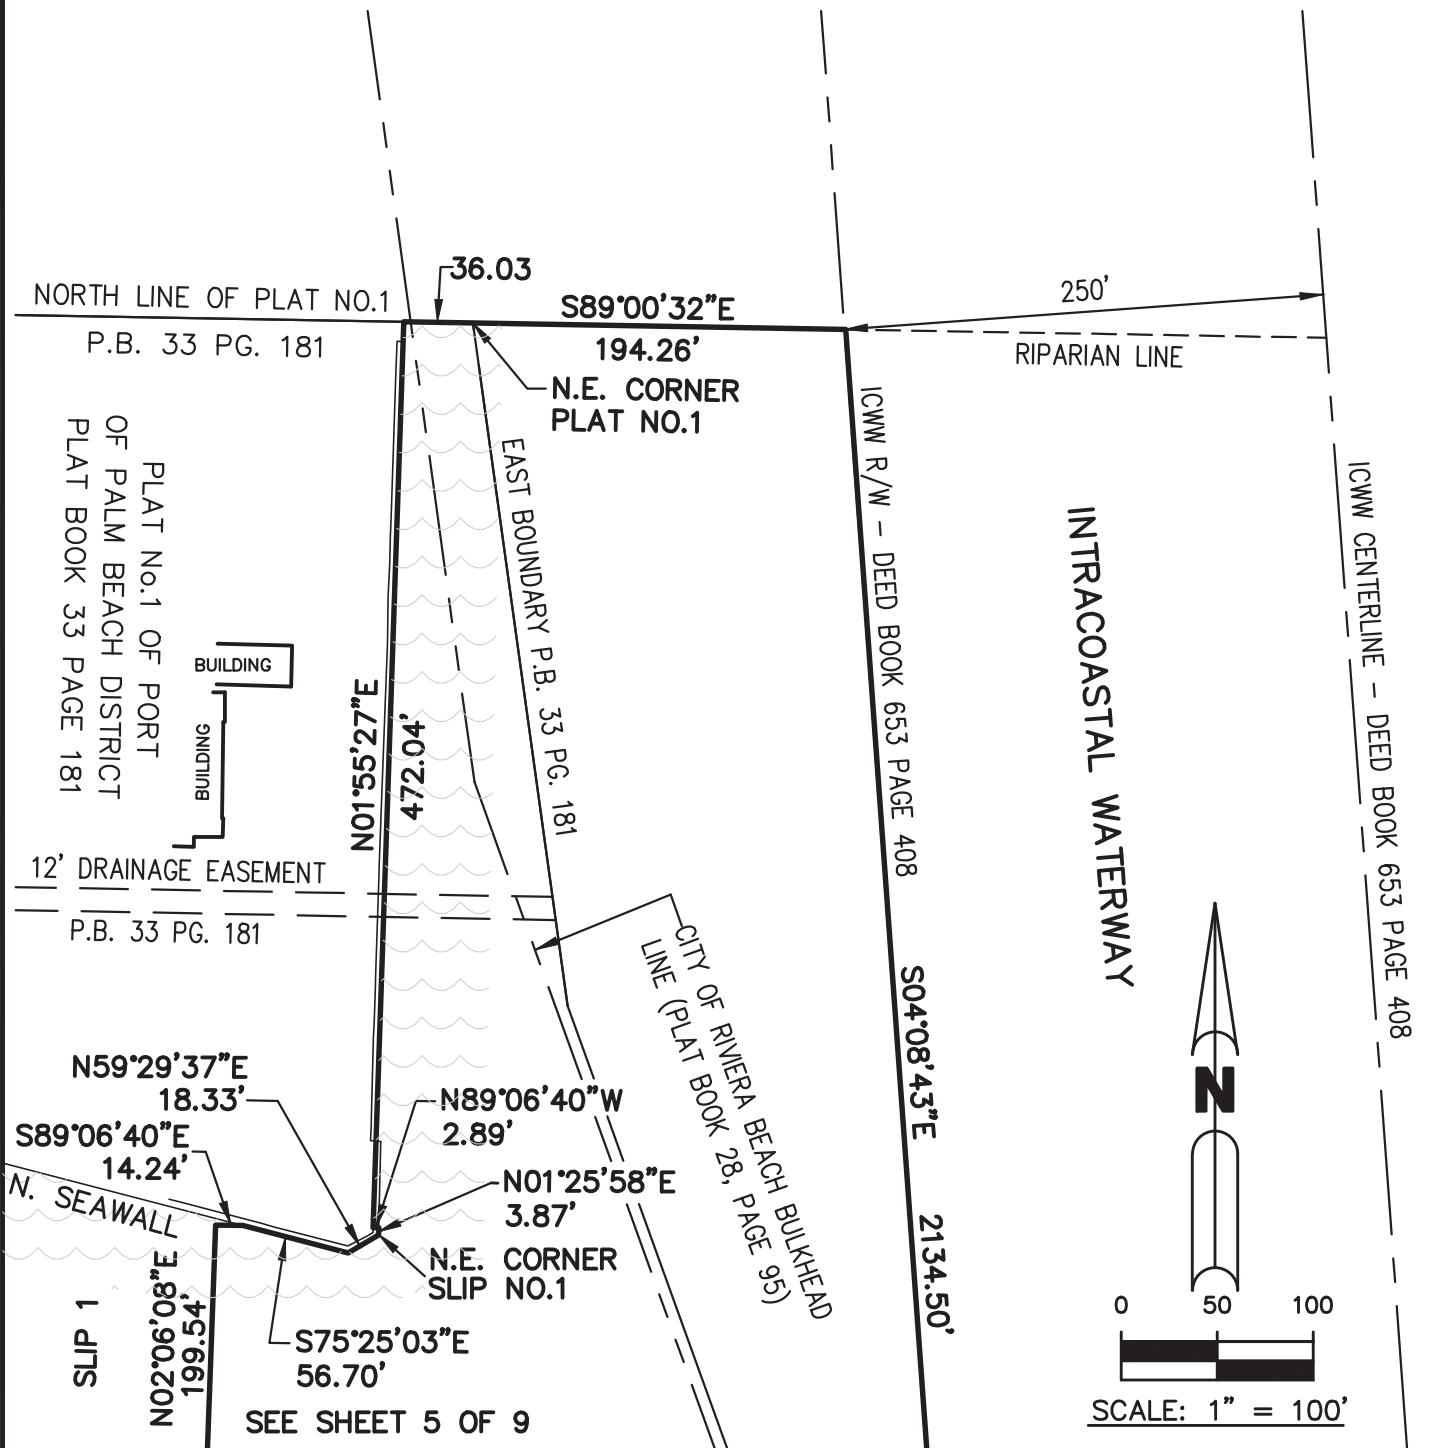 36.03
NORTH LINE OF PLAT NO.1
P.B. 33 PG. 181
S89°00'32"E
194.26'
250'
RIPARIAN LINE
N.E. CORNER
PLAT NO.1
PLAT No.1 OF PORT
OF PALM BEACH DISTRICT
PLAT BOOK 33 PAGE 181
EAST BOUNDARY P.B. 33 PG. 181
ICWW R/W - DEED BOOK 653 PAGE 408
INTRACOASTAL WATERWAY
ICWW CENTERLINE - DEED BOOK 653 PAGE 408
BUILDING
BUILDING
N01°55'27"E
472.04'
12' DRAINAGE EASEMENT
P.B. 33 PG. 181
CITY OF RIVIERA BEACH BULKHEAD
LINE (PLAT BOOK 28, PAGE 95)
S04°08'43"E
2134.50'
N59°29'37"E
18.33'
N89°06'40"W
2.89'
S89°06'40"E
14.24'
N01°25'58"E
3.87'
N. SEAWALL
N.E. CORNER
SLIP NO.1
SLIP 1
N02°06'08"E
199.54'
S75°25'03"E
56.70'
SEE SHEET 5 OF 9
N
0 50 100
SCALE: 1" = 100'